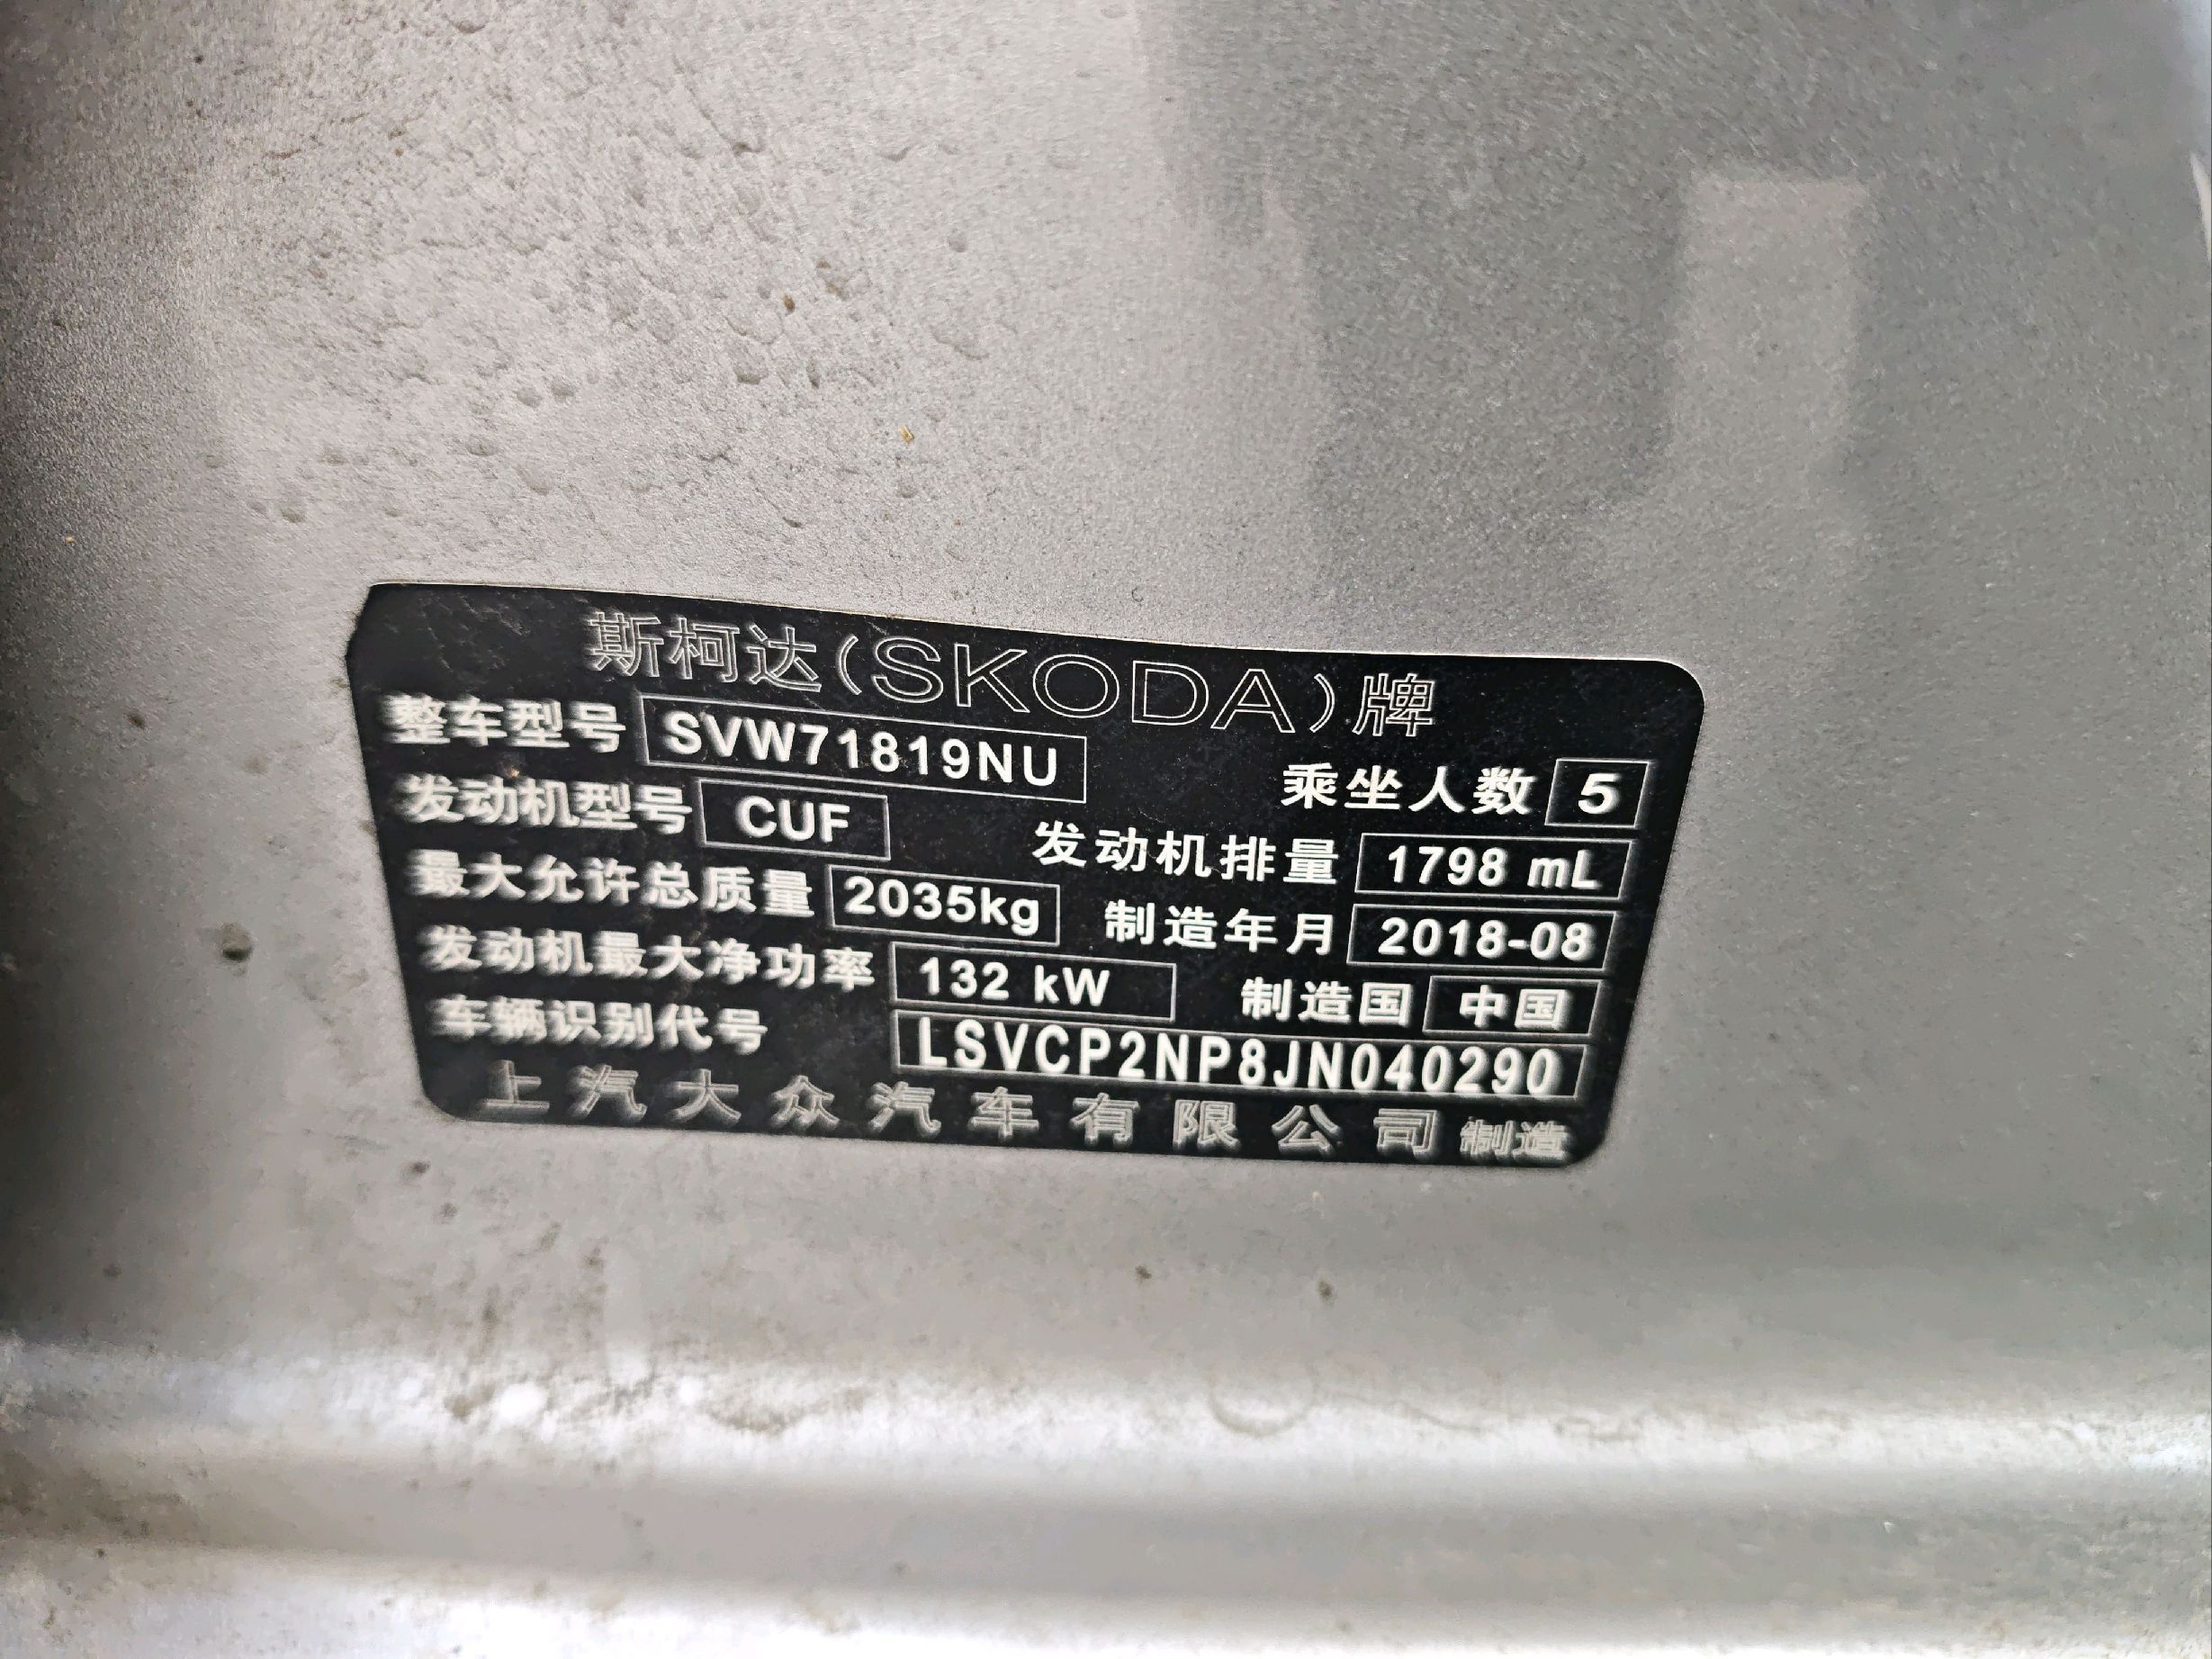 斯柯达(SKODA)牌
整车型号 SVW71819NU 乘坐人数 5
发动机型号 CUF 发动机排量 1798 mL
最大允许总质量 2035kg 制造年月 2018-08
发动机最大净功率 132 kW 制造国 中国
车辆识别代号 LSVCP2NP8JN040290
上汽大众汽车有限公司 制造